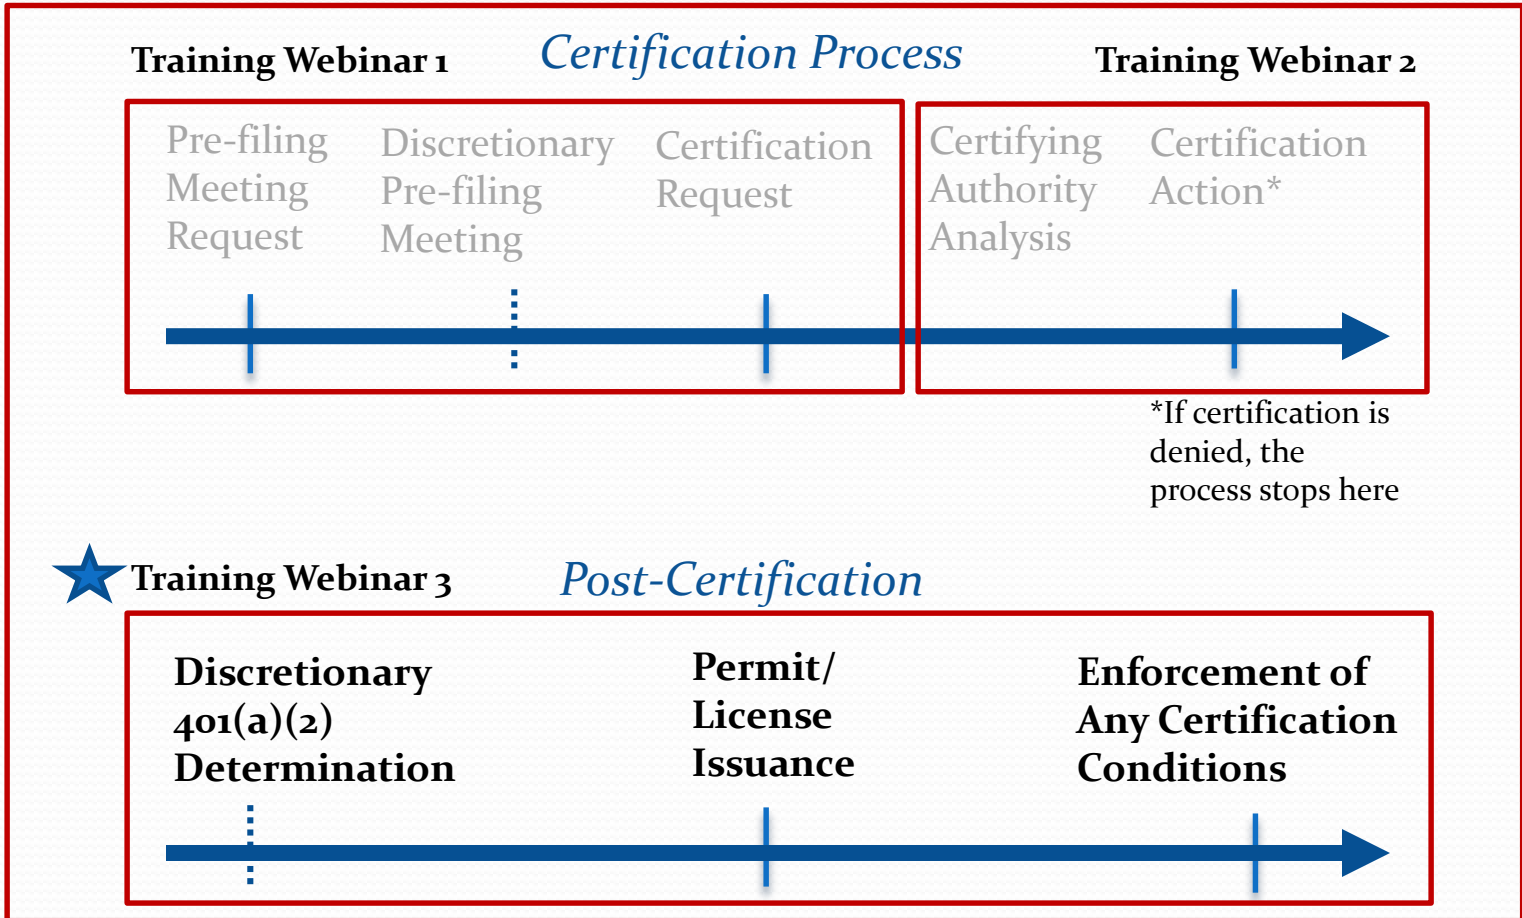 Training Webinar 1
Certification Process
Training Webinar 2
Pre-filing
Meeting
Request
Discretionary
Pre-filing
Meeting
Certification
Request
Certifying
Authority
Analysis
Certification
Action*
*If certification is
denied, the
process stops here
Training Webinar 3
Post-Certification
Discretionary
401(a)(2)
Determination
Permit/
License
Issuance
Enforcement of
Any Certification
Conditions